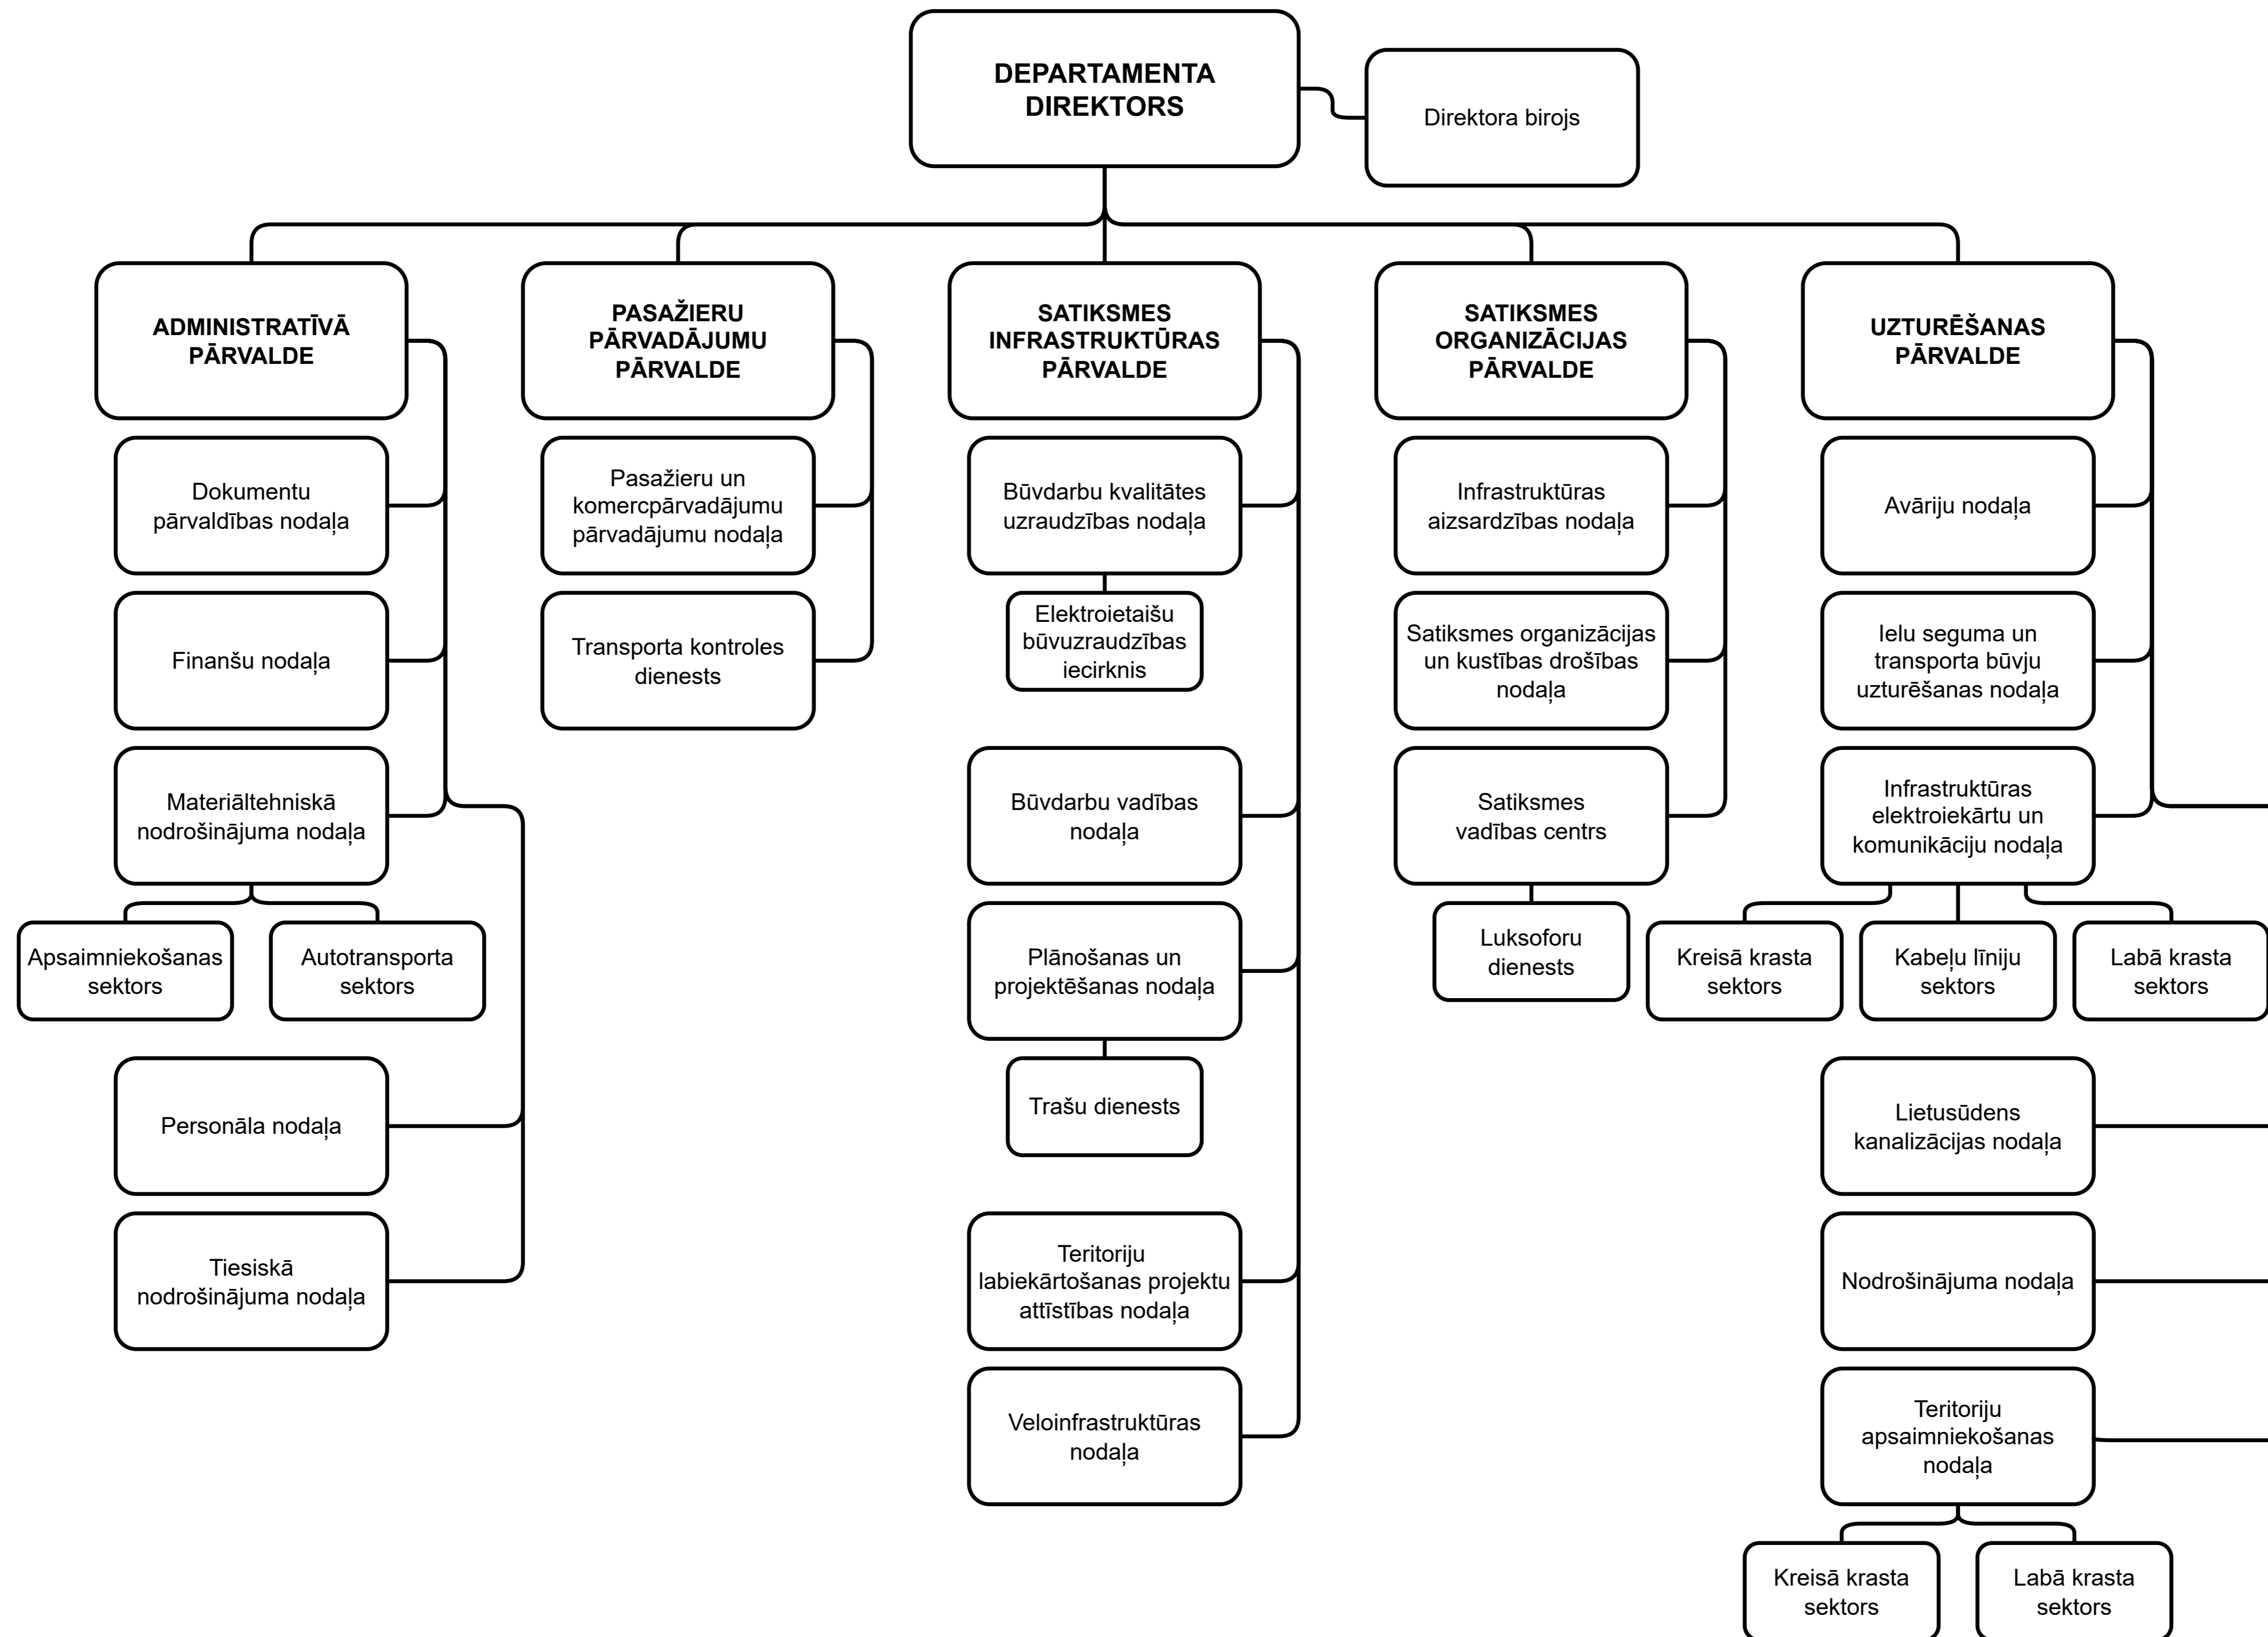 DEPARTAMENTA
DIREKTORS
Direktora birojs
ADMINISTRATĪVĀ
PĀRVALDE
Dokumentu
pārvaldības nodaļa
Finanšu nodaļa
Materiāltehniskā
nodrošinājuma nodaļa
Apsaimniekošanas
sektors
Autotransporta
sektors
Personāla nodaļa
Tiesiskā
nodrošinājuma nodaļa
PASAŽIERU
PĀRVADĀJUMU
PĀRVALDE
Pasažieru un
komercpārvadājumu
pārvadājumu nodaļa
Transporta kontroles
dienests
SATIKSMES
INFRASTRUKTŪRAS
PĀRVALDE
Būvdarbu kvalitātes
uzraudzības nodaļa
Elektroietaišu
būvuzraudzības
iecirknis
Būvdarbu vadības
nodaļa
Plānošanas un
projektēšanas nodaļa
Trašu dienests
Teritoriju
labiekārtošanas projektu
attīstības nodaļa
Veloinfrastruktūras
nodaļa
SATIKSMES
ORGANIZĀCIJAS
PĀRVALDE
Infrastruktūras
aizsardzības nodaļa
Satiksmes organizācijas
un kustības drošības
nodaļa
Satiksmes
vadības centrs
Luksoforu
dienests
UZTURĒŠANAS
PĀRVALDE
Avāriju nodaļa
Ielu seguma un
transporta būvju
uzturēšanas nodaļa
Infrastruktūras
elektroiekārtu un
komunikāciju nodaļa
Kreisā krasta
sektors
Kabeļu līniju
sektors
Labā krasta
sektors
Lietusūdens
kanalizācijas nodaļa
Nodrošinājuma nodaļa
Teritoriju
apsaimniekošanas
nodaļa
Kreisā krasta
sektors
Labā krasta
sektors